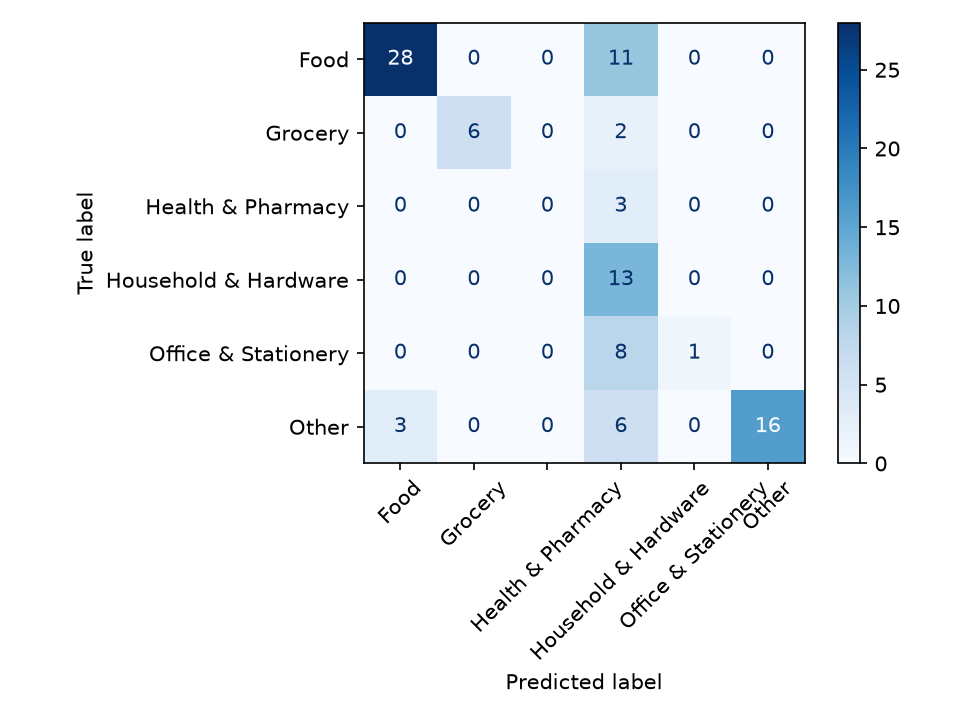 Food 28 0 0 11 0 0
Grocery 0 6 0 2 0 0
Health & Pharmacy 0 0 0 3 0 0
Household & Hardware 0 0 0 13 0 0
Office & Stationery 0 0 0 8 1 0
Other 3 0 0 6 0 16
True label
Food
Grocery
Health & Pharmacy
Household & Hardware
Office & Stationery
Other
Predicted label
25
20
15
10
5
0